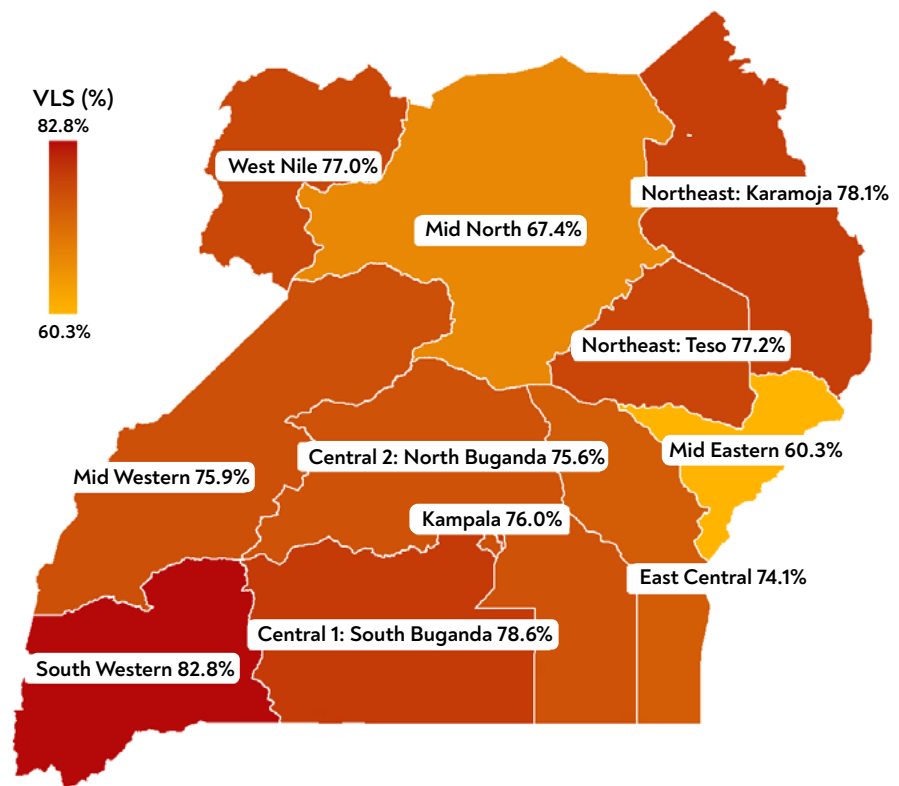 VLS (%)
82.8%
60.3%
West Nile 77.0%
Northeast: Karamoja 78.1%
Mid North 67.4%
Northeast: Teso 77.2%
Mid Eastern 60.3%
Central 2: North Buganda 75.6%
Mid Western 75.9%
Kampala 76.0%
East Central 74.1%
Central 1: South Buganda 78.6%
South Western 82.8%